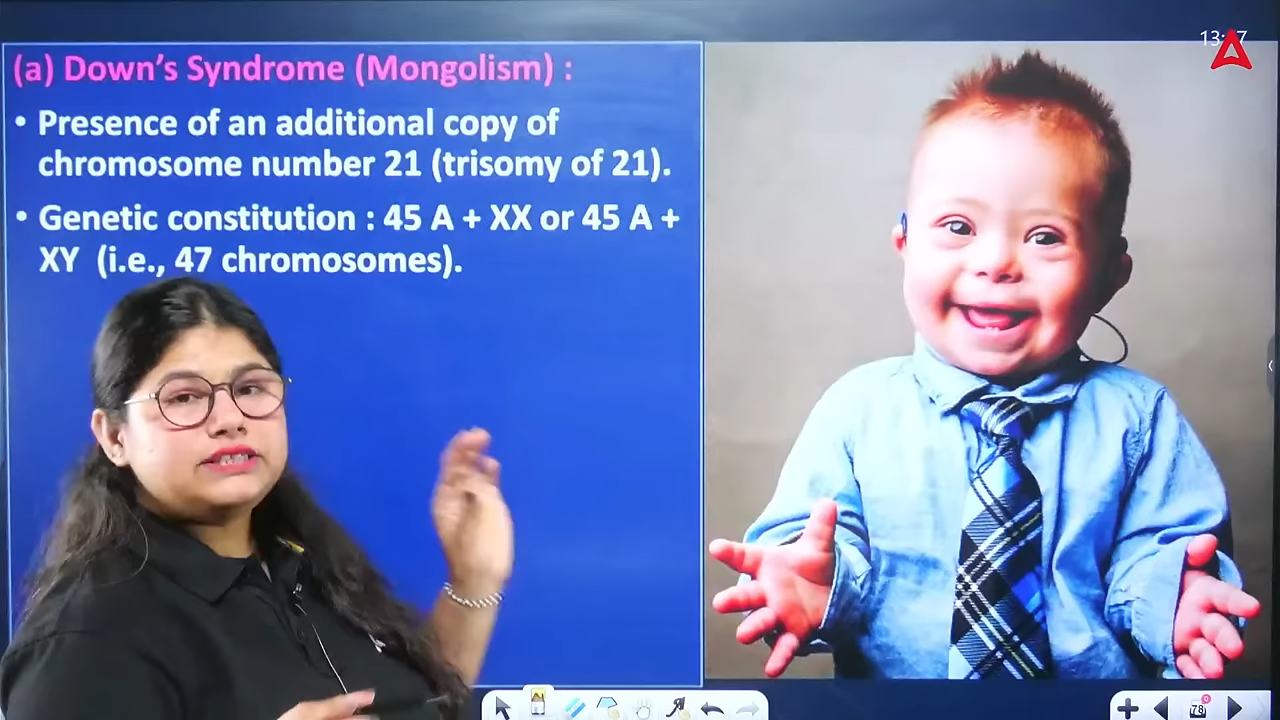 (a) Down's Syndrome (Mongolism) :
• Presence of an additional copy of
chromosome number 21 (trisomy of 21).
• Genetic constitution : 45 A + XX or 45 A +
XY (i.e., 47 chromosomes).
78